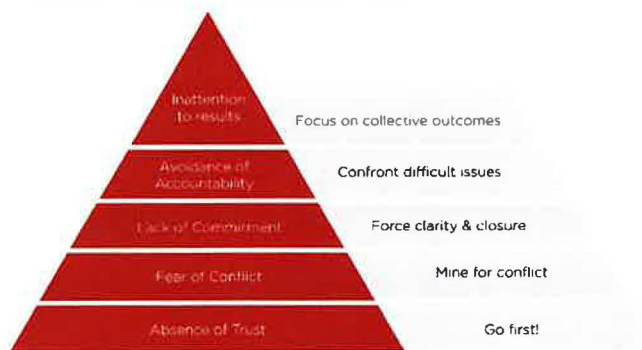 Inattention
to results
Focus on collective outcomes
Avoidance of
Accountability
Confront difficult issues
Lack of Commitment
Force clarity & closure
Fear of Conflict
Mine for conflict
Absence of Trust
Go first!